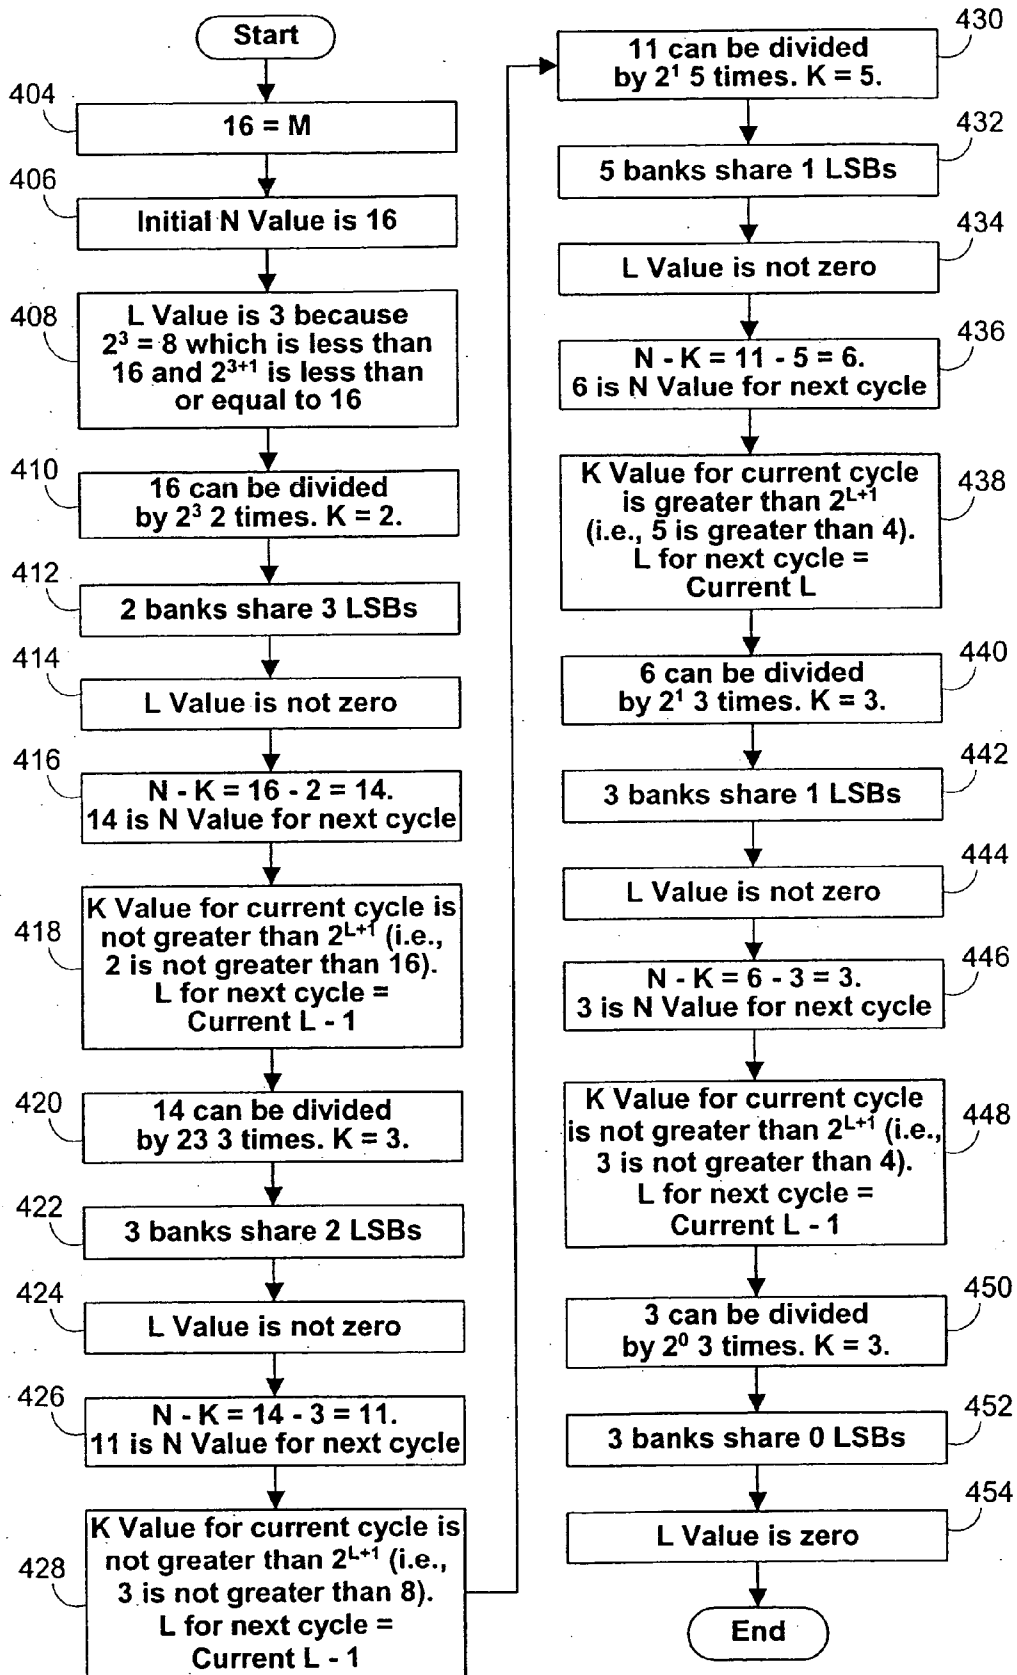 Start
404
16 = M
406
Initial N Value is 16
408
L Value is 3 because
2³ = 8 which is less than
16 and 2³⁺¹ is less than
or equal to 16
410
16 can be divided
by 2³ 2 times. K = 2.
412
2 banks share 3 LSBs
414
L Value is not zero
416
N - K = 16 - 2 = 14.
14 is N Value for next cycle
418
K Value for current cycle is
not greater than 2ᴸ⁺¹ (i.e.,
2 is not greater than 16).
L for next cycle =
Current L - 1
420
14 can be divided
by 23 3 times. K = 3.
422
3 banks share 2 LSBs
424
L Value is not zero
426
N - K = 14 - 3 = 11.
11 is N Value for next cycle
428
K Value for current cycle is
not greater than 2ᴸ⁺¹ (i.e.,
3 is not greater than 8).
L for next cycle =
Current L - 1
430
11 can be divided
by 2¹ 5 times. K = 5.
432
5 banks share 1 LSBs
434
L Value is not zero
436
N - K = 11 - 5 = 6.
6 is N Value for next cycle
438
K Value for current cycle
is greater than 2ᴸ⁺¹
(i.e., 5 is greater than 4).
L for next cycle =
Current L
440
6 can be divided
by 2¹ 3 times. K = 3.
442
3 banks share 1 LSBs
444
L Value is not zero
446
N - K = 6 - 3 = 3.
3 is N Value for next cycle
448
K Value for current cycle
is not greater than 2ᴸ⁺¹ (i.e.,
3 is not greater than 4).
L for next cycle =
Current L - 1
450
3 can be divided
by 2⁰ 3 times. K = 3.
452
3 banks share 0 LSBs
454
L Value is zero
End